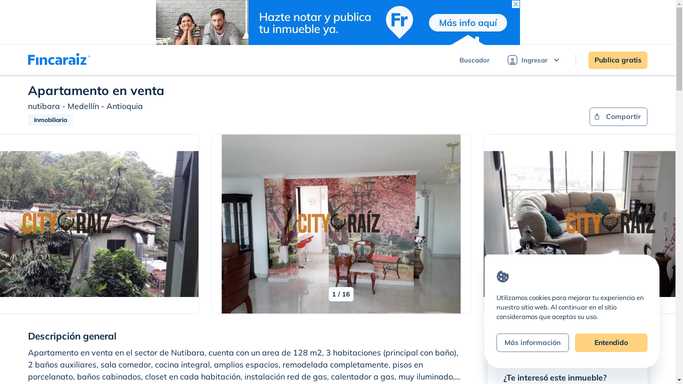 Hazte notar y publica
tu inmueble ya.
Fr
Más info aquí
Fincaraiz
Buscador
Ingresar
Publica gratis
Apartamento en venta
nutibara - Medellín - Antioquia
Inmobiliaria
Compartir
CITY RAÍZ
CITY RAÍZ
CITY RAÍZ
1 / 16
Utilizamos cookies para mejorar tu experiencia en
nuestro sitio web. Al continuar en el sitio
consideramos que aceptas su uso.
Más información
Entendido
Descripción general
Apartamento en venta en el sector de Nutibara, cuenta con un area de 128 m2, 3 habitaciones (principal con baño),
2 baños auxiliares, sala comedor, cocina integral, amplios espacios, remodelada completamente, pisos en
porcelanato, baños cabinados, closet en cada habitación, instalación red de gas, calentador a gas, muy iluminado....
¿Te interesó este inmueble?